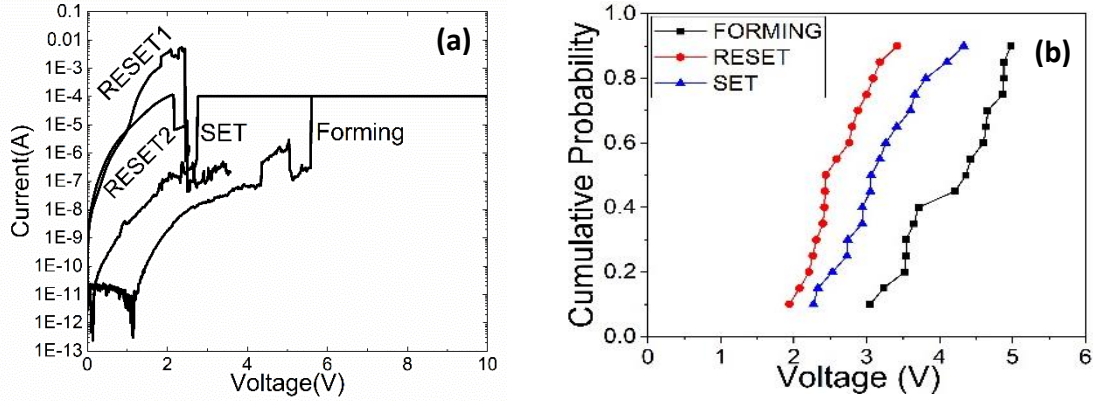 (a)
Current(A)
0.1
0.01
1E-3
1E-4
1E-5
1E-6
1E-7
1E-8
1E-9
1E-10
1E-11
1E-12
1E-13
RESET1
RESET2
SET
Forming
0 2 4 6 8 10
Voltage(V)
(b)
Cumulative Probability
1.0
0.8
0.6
0.4
0.2
0.0
FORMING
RESET
SET
0 1 2 3 4 5 6
Voltage (V)